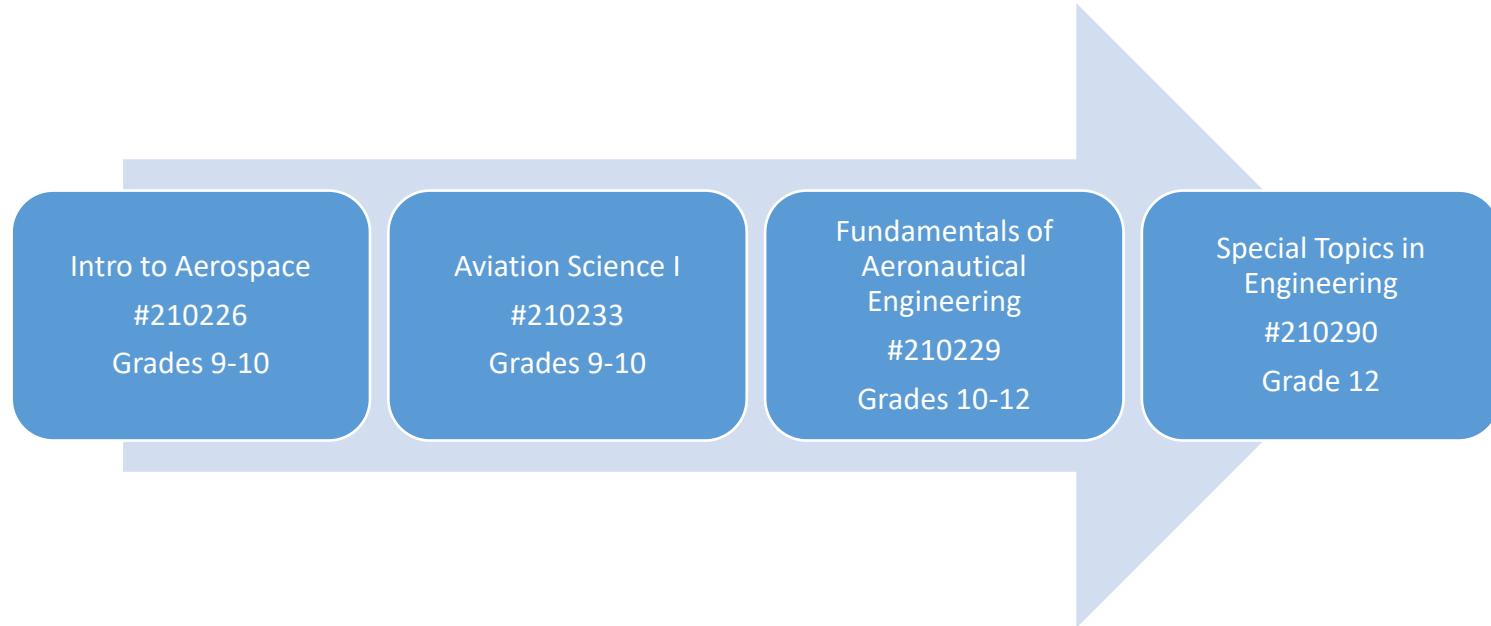 Intro to Aerospace
#210226
Grades 9-10
Aviation Science I
#210233
Grades 9-10
Fundamentals of
Aeronautical
Engineering
#210229
Grades 10-12
Special Topics in
Engineering
#210290
Grade 12